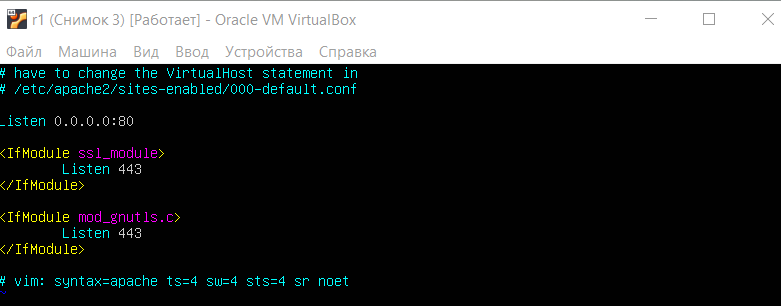 r1 (Снимок 3) [Работает] - Oracle VM VirtualBox
Файл Машина Вид Ввод Устройства Справка
# have to change the VirtualHost statement in
# /etc/apache2/sites-enabled/000-default.conf
Listen 0.0.0.0:80
<IfModule ssl_module>
        Listen 443
</IfModule>
<IfModule mod_gnutls.c>
        Listen 443
</IfModule>
# vim: syntax=apache ts=4 sw=4 sts=4 sr noet